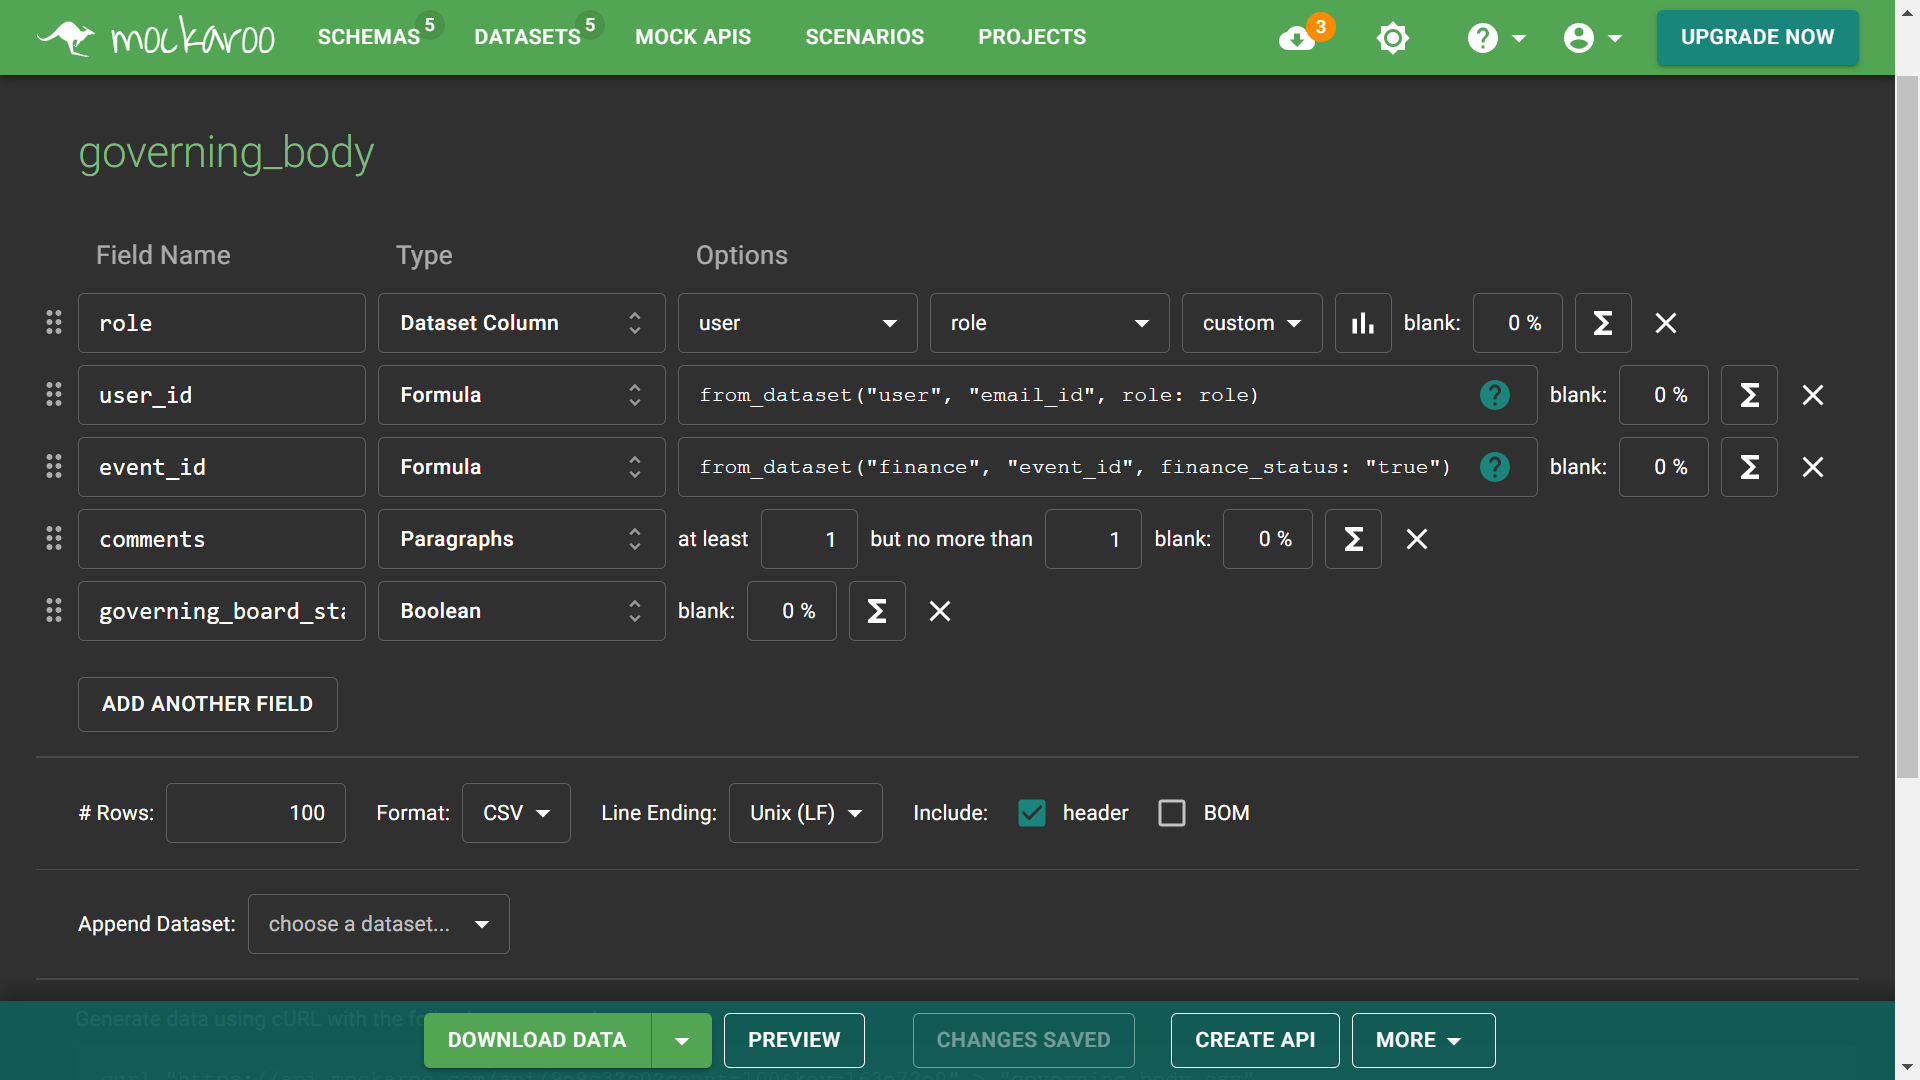 mockaroo SCHEMAS 5 DATASETS 5 MOCK APIS SCENARIOS PROJECTS 3 UPGRADE NOW
governing_body
Field Name Type Options
role Dataset Column user role custom blank: 0 % Σ
user_id Formula from_dataset("user", "email_id", role: role) ? blank: 0 % Σ
event_id Formula from_dataset("finance", "event_id", finance_status: "true") ? blank: 0 % Σ
comments Paragraphs at least 1 but no more than 1 blank: 0 % Σ
governing_board_sta Boolean blank: 0 % Σ
ADD ANOTHER FIELD
# Rows: 100 Format: CSV Line Ending: Unix (LF) Include: header BOM
Append Dataset: choose a dataset...
Generate data using cURL with the
DOWNLOAD DATA PREVIEW CHANGES SAVED CREATE API MORE